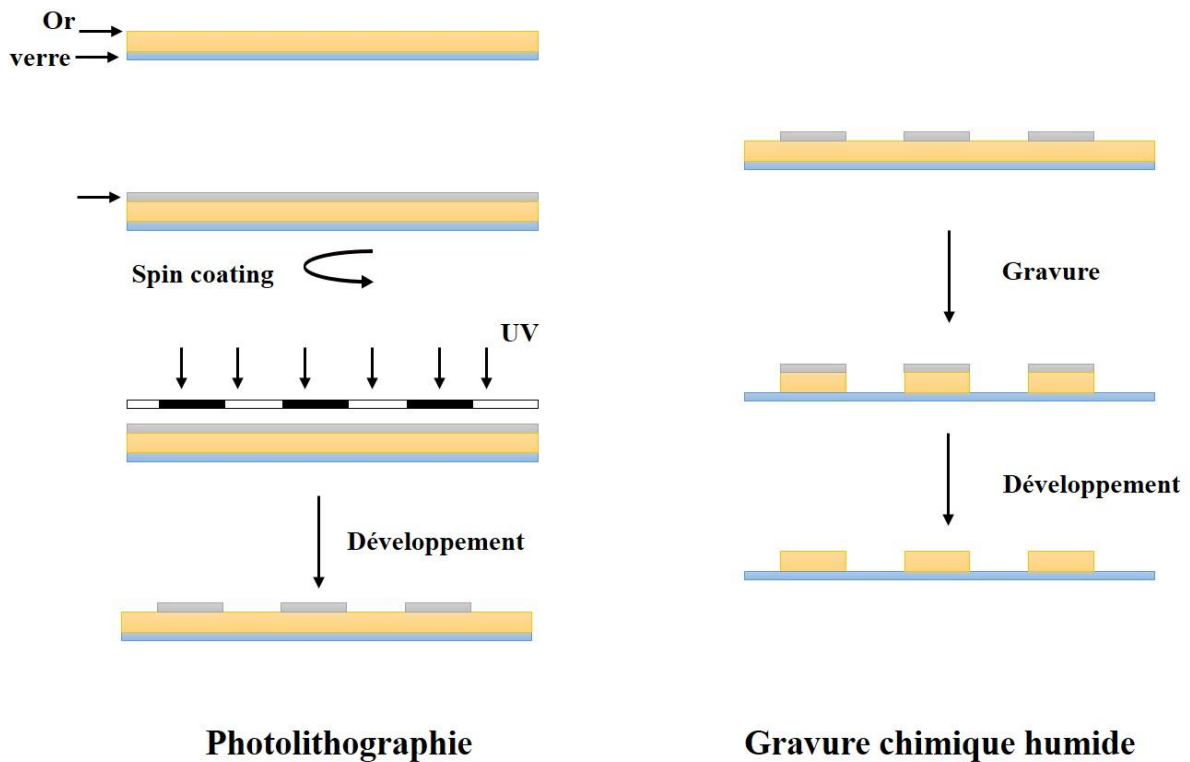 Or
verre
Spin coating
UV
Développement
Photolithographie
Gravure
Développement
Gravure chimique humide